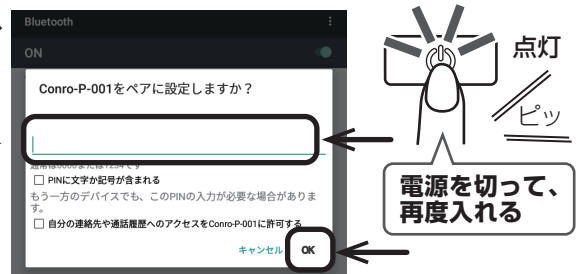 Bluetooth
ON
Conro-P-001をペアに設定しますか？
通常は0000または1234です
PINに文字か記号が含まれる
もう一方のデバイスでも、このPINの入力が必要な場合がありま
す。
自分の連絡先や通話履歴へのアクセスをConro-P-001に許可する
キャンセル
OK
点灯
ピッ
電源を切って、
再度入れる